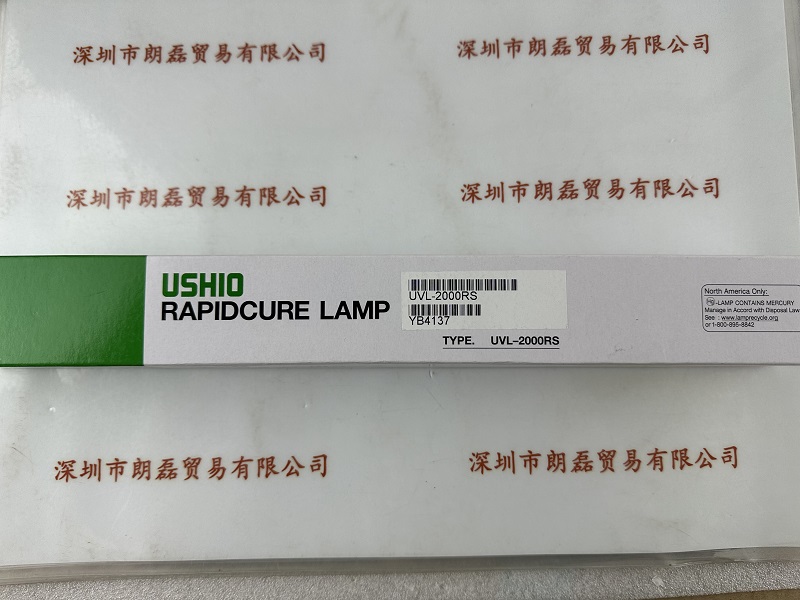 深圳市朗磊贸易有限公司
深圳市朗磊贸易有限公司
深圳市朗磊贸易有限公司
深圳市朗磊贸易有限公司
USHIO
RAPIDCURE LAMP
UVL-2000RS
YB4137
TYPE. UVL-2000RS
North America Only:
Hg-LAMP CONTAINS MERCURY
Manage in Accord with Disposal Law
See : www.lamprecycle.org
or 1-800-895-8842
深圳市朗磊贸易有限公司
深圳市朗磊贸易有限公司